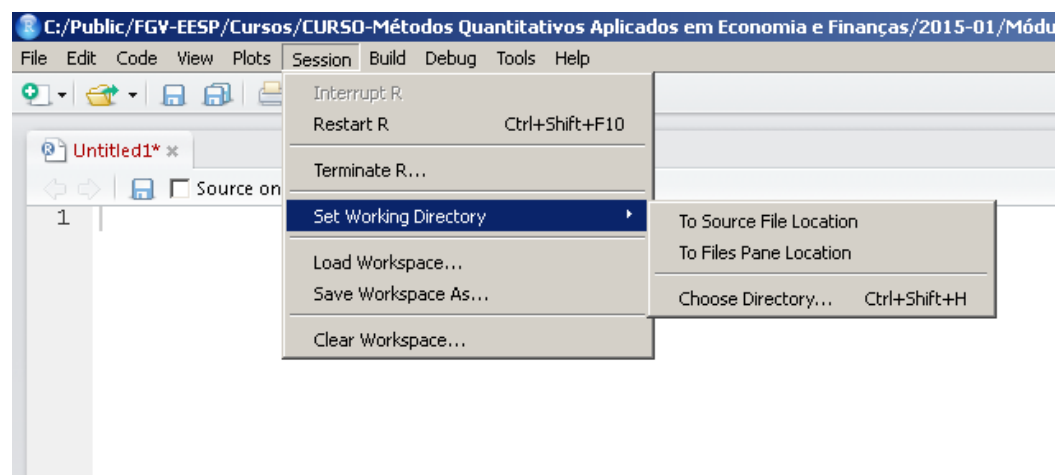 C:/Public/FGV-EESP/Cursos/CURSO-Métodos Quantitativos Aplicados em Economia e Finanças/2015-01/Módu
File Edit Code View Plots Session Build Debug Tools Help
Interrupt R
Restart R Ctrl+Shift+F10
Untitled1*
Terminate R...
Source on
1
Set Working Directory
To Source File Location
To Files Pane Location
Load Workspace...
Save Workspace As...
Choose Directory... Ctrl+Shift+H
Clear Workspace...